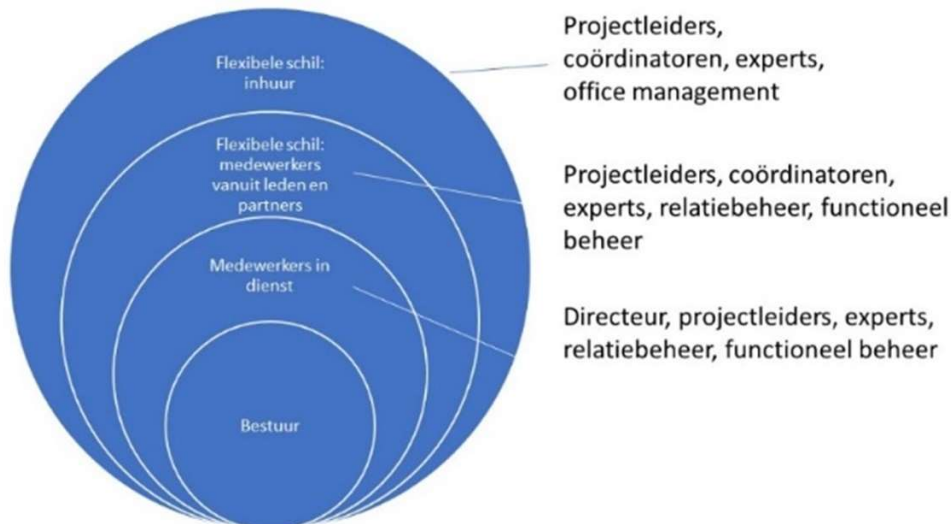 Flexibele schil:
inhuur
Projectleiders,
coördinatoren, experts,
office management
Flexibele schil:
medewerkers
vanuit leden en
partners
Projectleiders, coördinatoren,
experts, relatiebeheer, functioneel
beheer
Medewerkers in
dienst
Directeur, projectleiders, experts,
relatiebeheer, functioneel beheer
Bestuur